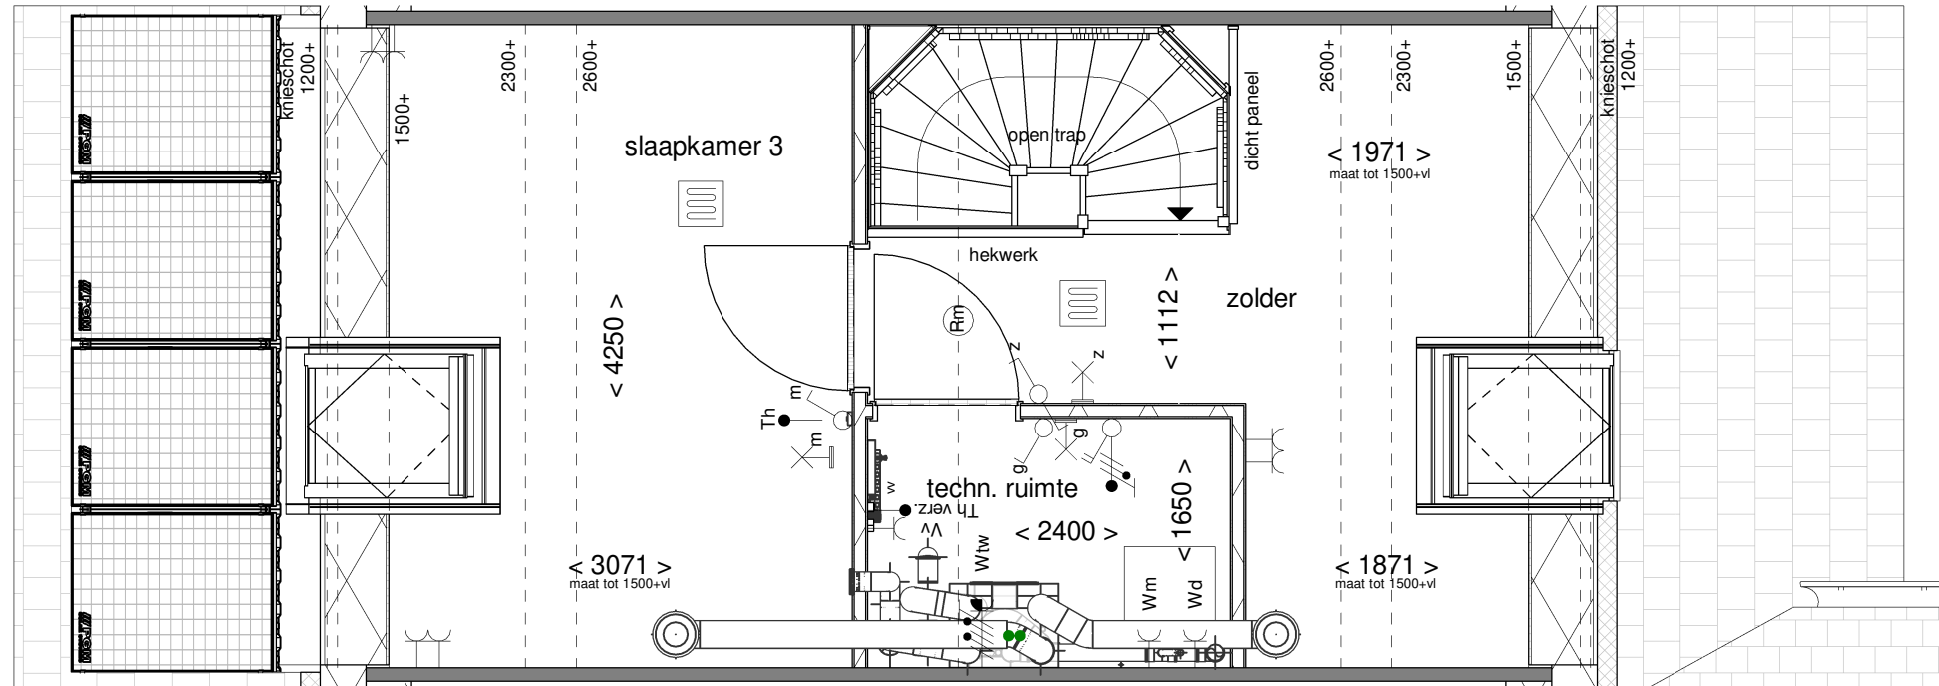 knieschot
1200+
1500+
2300+
2600+
slaapkamer 3
open trap
dicht paneel
2600+
2300+
1500+
knieschot
1200+
< 1971 >
maat tot 1500+vl
hekwerk
< 4250 >
Rm
< 1112 >
zolder
z
z
m
Th
m
g
g
w
techn. ruimte
Th verz.
Vv
Wtw
< 2400 >
< 1650 >
< 3071 >
maat tot 1500+vl
Wm
Wd
< 1871 >
maat tot 1500+vl